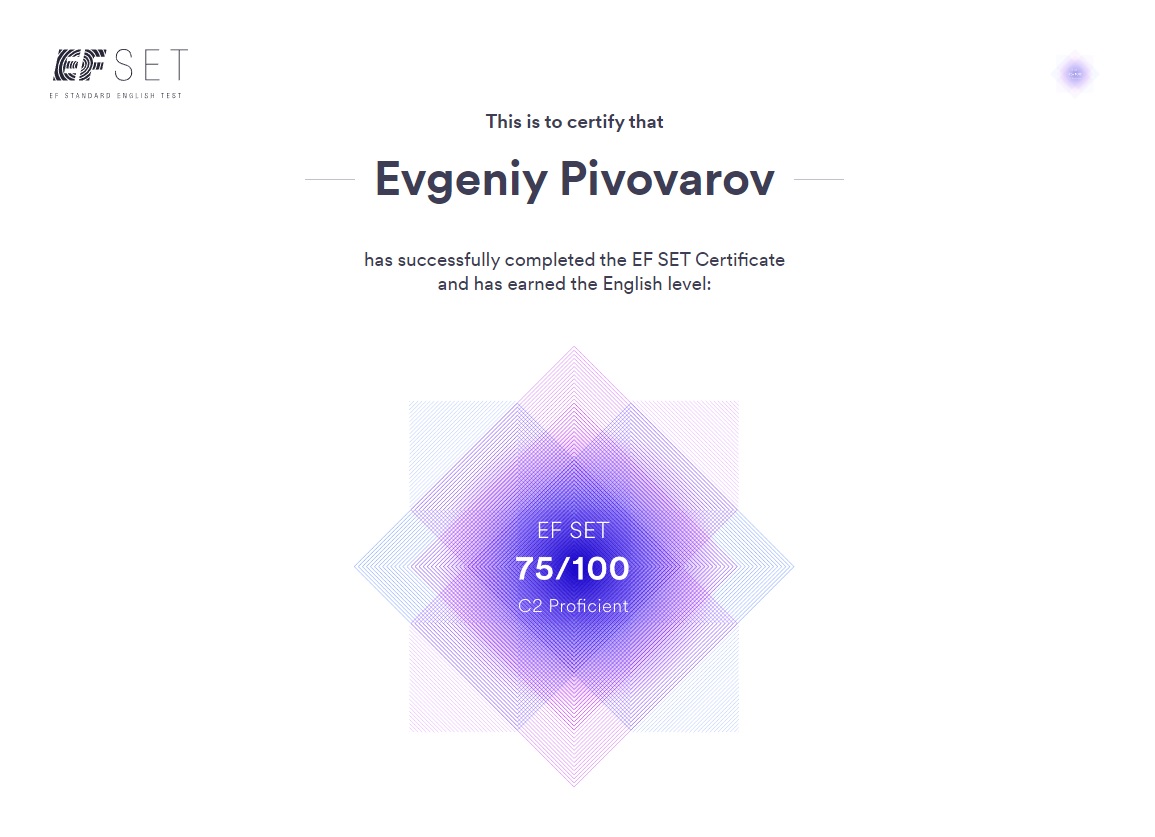 EF SET
EF STANDARD ENGLISH TEST
This is to certify that
Evgeniy Pivovarov
has successfully completed the EF SET Certificate
and has earned the English level:
EF SET
75/100
C2 Proficient